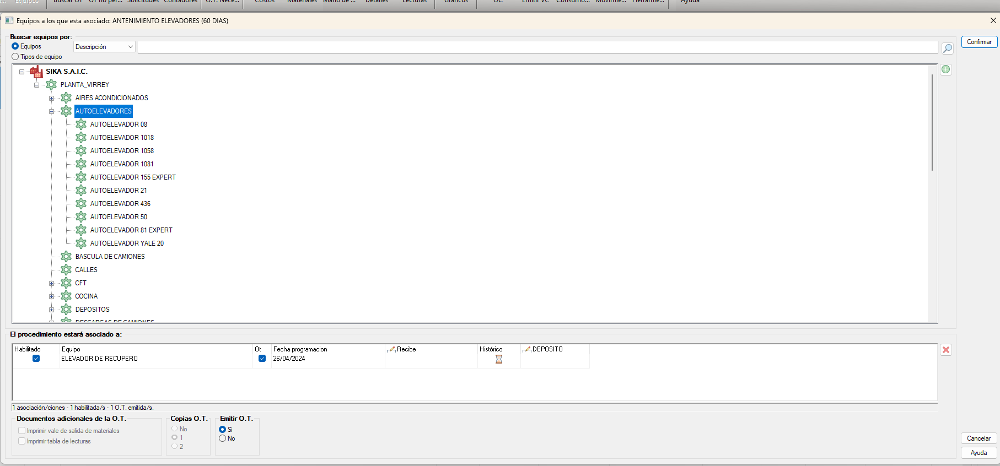 Equipos Buscar OT OT no per... Solicitudes Contadores O.T. Nece... Costos Materiales Mano de ... Detalles Lecturas Gráficos OC Emitir VC Consumo... Movimie... Herramie... Ayuda
Equipos a los que esta asociado: ANTENIMIENTO ELEVADORES (60 DIAS)
Buscar equipos por:
Equipos
Descripción
Confirmar
Tipos de equipo
SIKA S.A.I.C.
PLANTA_VIRREY
AIRES ACONDICIONADOS
AUTOELEVADORES
AUTOELEVADOR 08
AUTOELEVADOR 1018
AUTOELEVADOR 1058
AUTOELEVADOR 1081
AUTOELEVADOR 155 EXPERT
AUTOELEVADOR 21
AUTOELEVADOR 436
AUTOELEVADOR 50
AUTOELEVADOR 81 EXPERT
AUTOELEVADOR YALE 20
BASCULA DE CAMIONES
CALLES
CFT
COCINA
DEPOSITOS
DESCARGAS DE CAMIONES
El procedimiento estará asociado a:
Habilitado Equipo Ot Fecha programacion Recibe Histórico DEPOSITO
ELEVADOR DE RECUPERO 26/04/2024
1 asociación/ciones - 1 habilitada/s - 1 O.T. emitida/s.
Documentos adicionales de la O.T.
Imprimir vale de salida de materiales
Imprimir tabla de lecturas
Copias O.T.
No
1
2
Emitir O.T.
Si
No
Cancelar
Ayuda